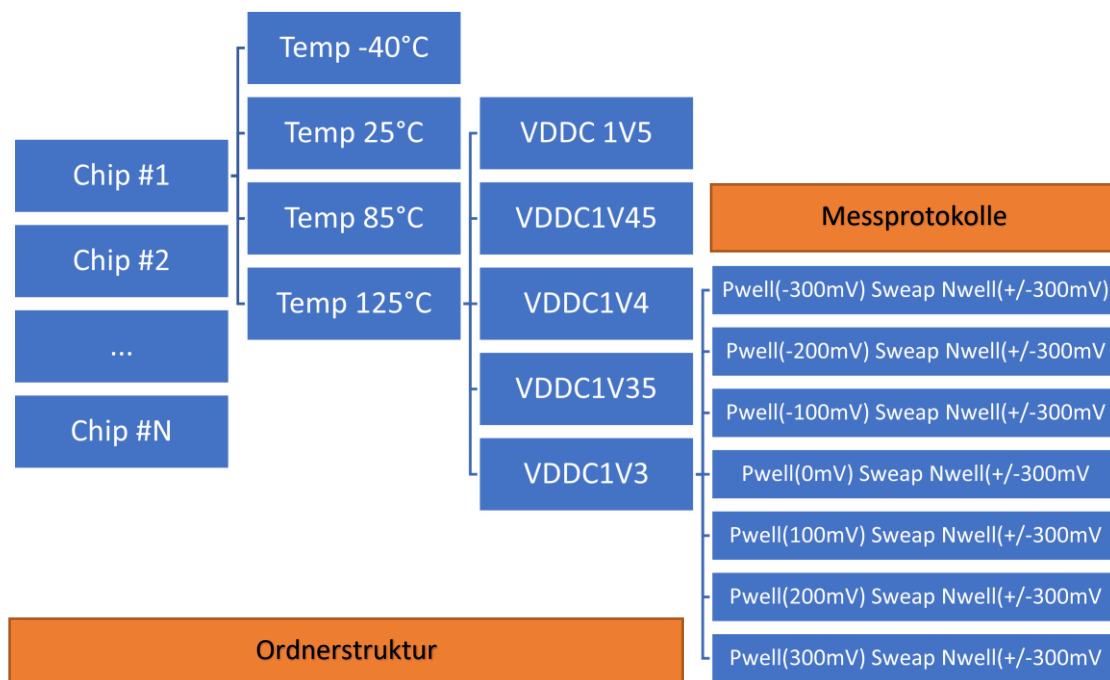 Chip #1
Chip #2
...
Chip #N
Temp -40°C
Temp 25°C
Temp 85°C
Temp 125°C
VDDC 1V5
VDDC1V45
VDDC1V4
VDDC1V35
VDDC1V3
Messprotokolle
Pwell(-300mV) Sweap Nwell(+/-300mV)
Pwell(-200mV) Sweap Nwell(+/-300mV
Pwell(-100mV) Sweap Nwell(+/-300mV
Pwell(0mV) Sweap Nwell(+/-300mV
Pwell(100mV) Sweap Nwell(+/-300mV
Pwell(200mV) Sweap Nwell(+/-300mV
Pwell(300mV) Sweap Nwell(+/-300mV
Ordnerstruktur